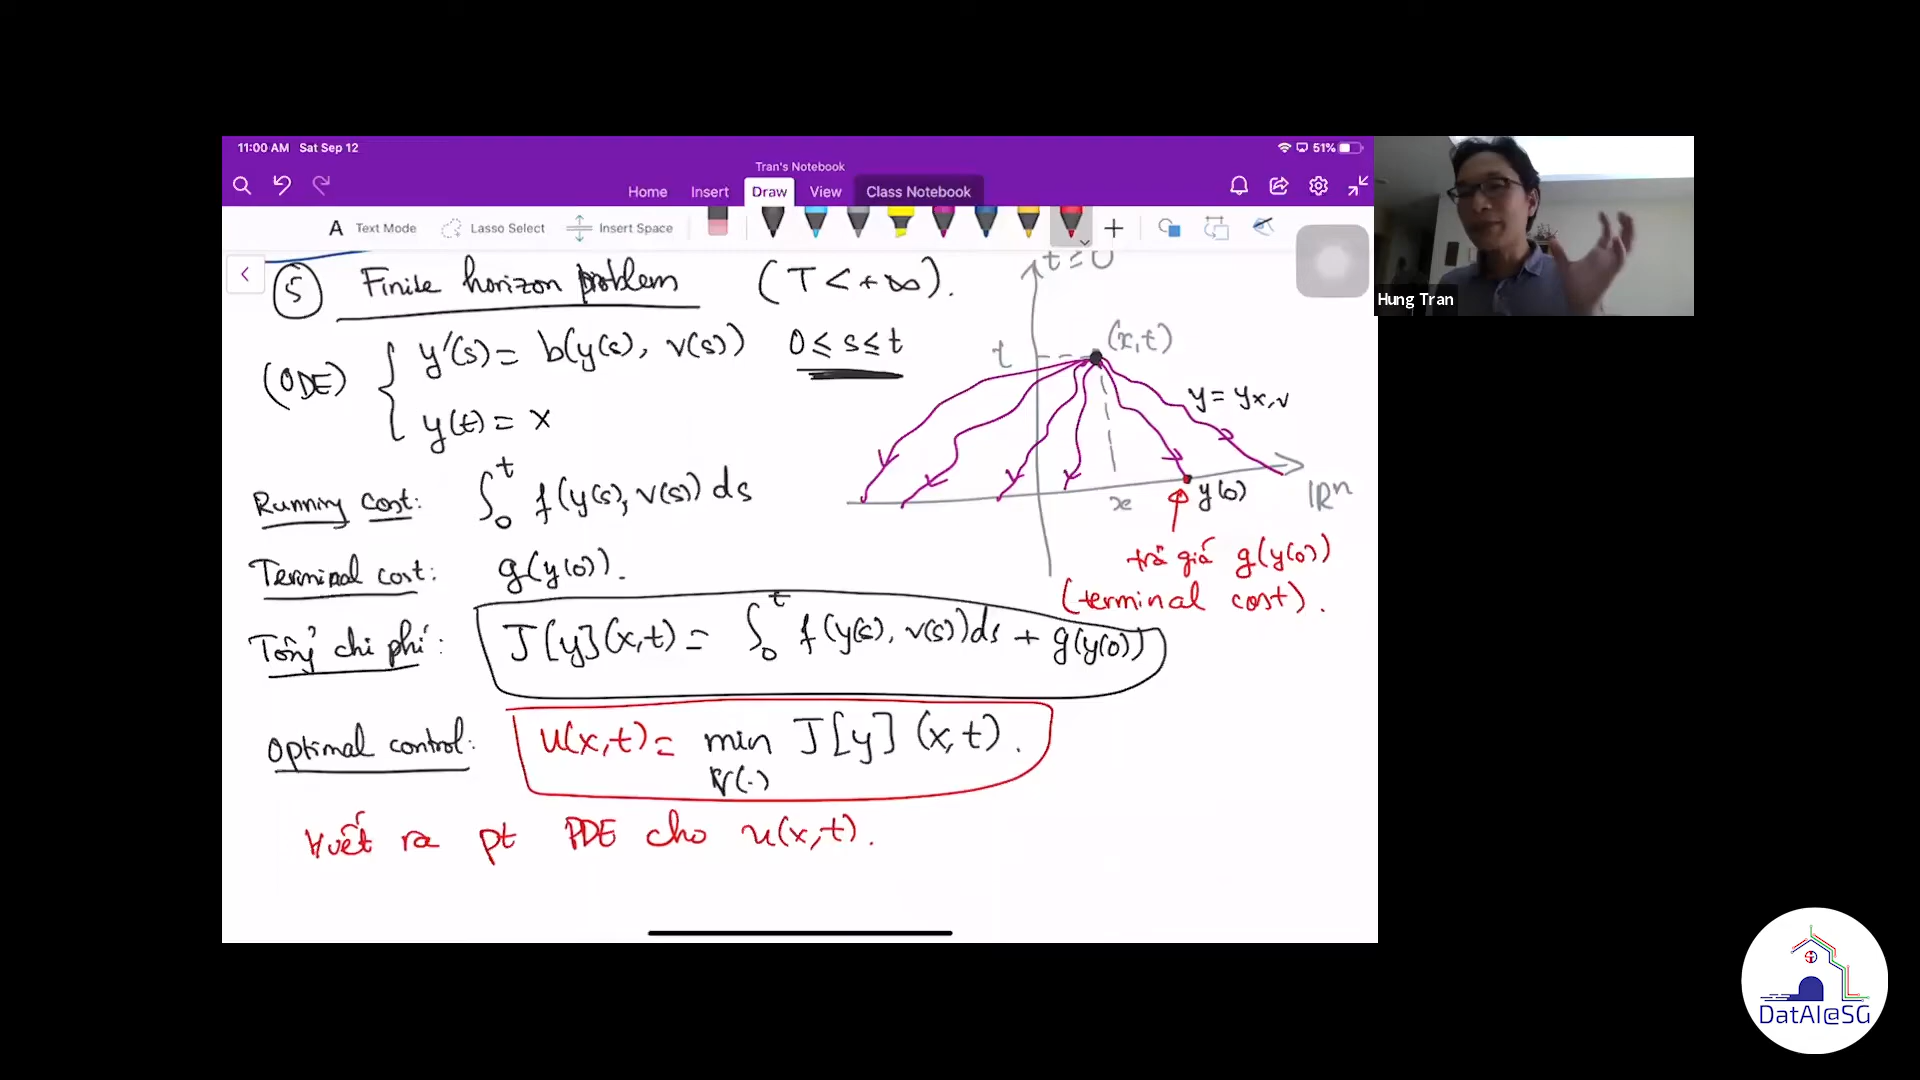 11:00 AM Sat Sep 12
51%
Tran's Notebook
Home Insert Draw View Class Notebook
A Text Mode Lasso Select Insert Space
Hung Tran
⑤ Finite horizon problem (T < +∞).
(ODE) { y'(s) = b(y(s), v(s)) 0 ≤ s ≤ t
y(t) = x
Running cost: ∫₀ᵗ f(y(s), v(s)) ds
Terminal cost: g(y(0)).
Tổng chi phí: J[y](x,t) = ∫₀ᵗ f(y(s), v(s)) ds + g(y(0))
Optimal control: u(x,t) = min J[y](x,t).
v(·)
Viết ra pt PDE cho u(x,t).
t
(x,t)
y = y_{x,v}
x
y(0)
ℝⁿ
trả giá g(y(0))
(terminal cost).
DatAI@SG